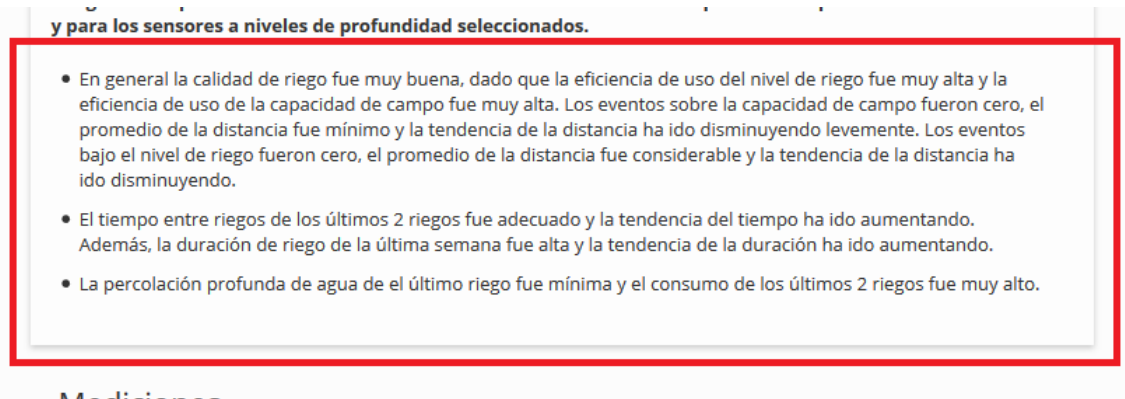 y para los sensores a niveles de profundidad seleccionados.
• En general la calidad de riego fue muy buena, dado que la eficiencia de uso del nivel de riego fue muy alta y la
eficiencia de uso de la capacidad de campo fue muy alta. Los eventos sobre la capacidad de campo fueron cero, el
promedio de la distancia fue mínimo y la tendencia de la distancia ha ido disminuyendo levemente. Los eventos
bajo el nivel de riego fueron cero, el promedio de la distancia fue considerable y la tendencia de la distancia ha
ido disminuyendo.
• El tiempo entre riegos de los últimos 2 riegos fue adecuado y la tendencia del tiempo ha ido aumentando.
Además, la duración de riego de la última semana fue alta y la tendencia de la duración ha ido aumentando.
• La percolación profunda de agua de el último riego fue mínima y el consumo de los últimos 2 riegos fue muy alto.